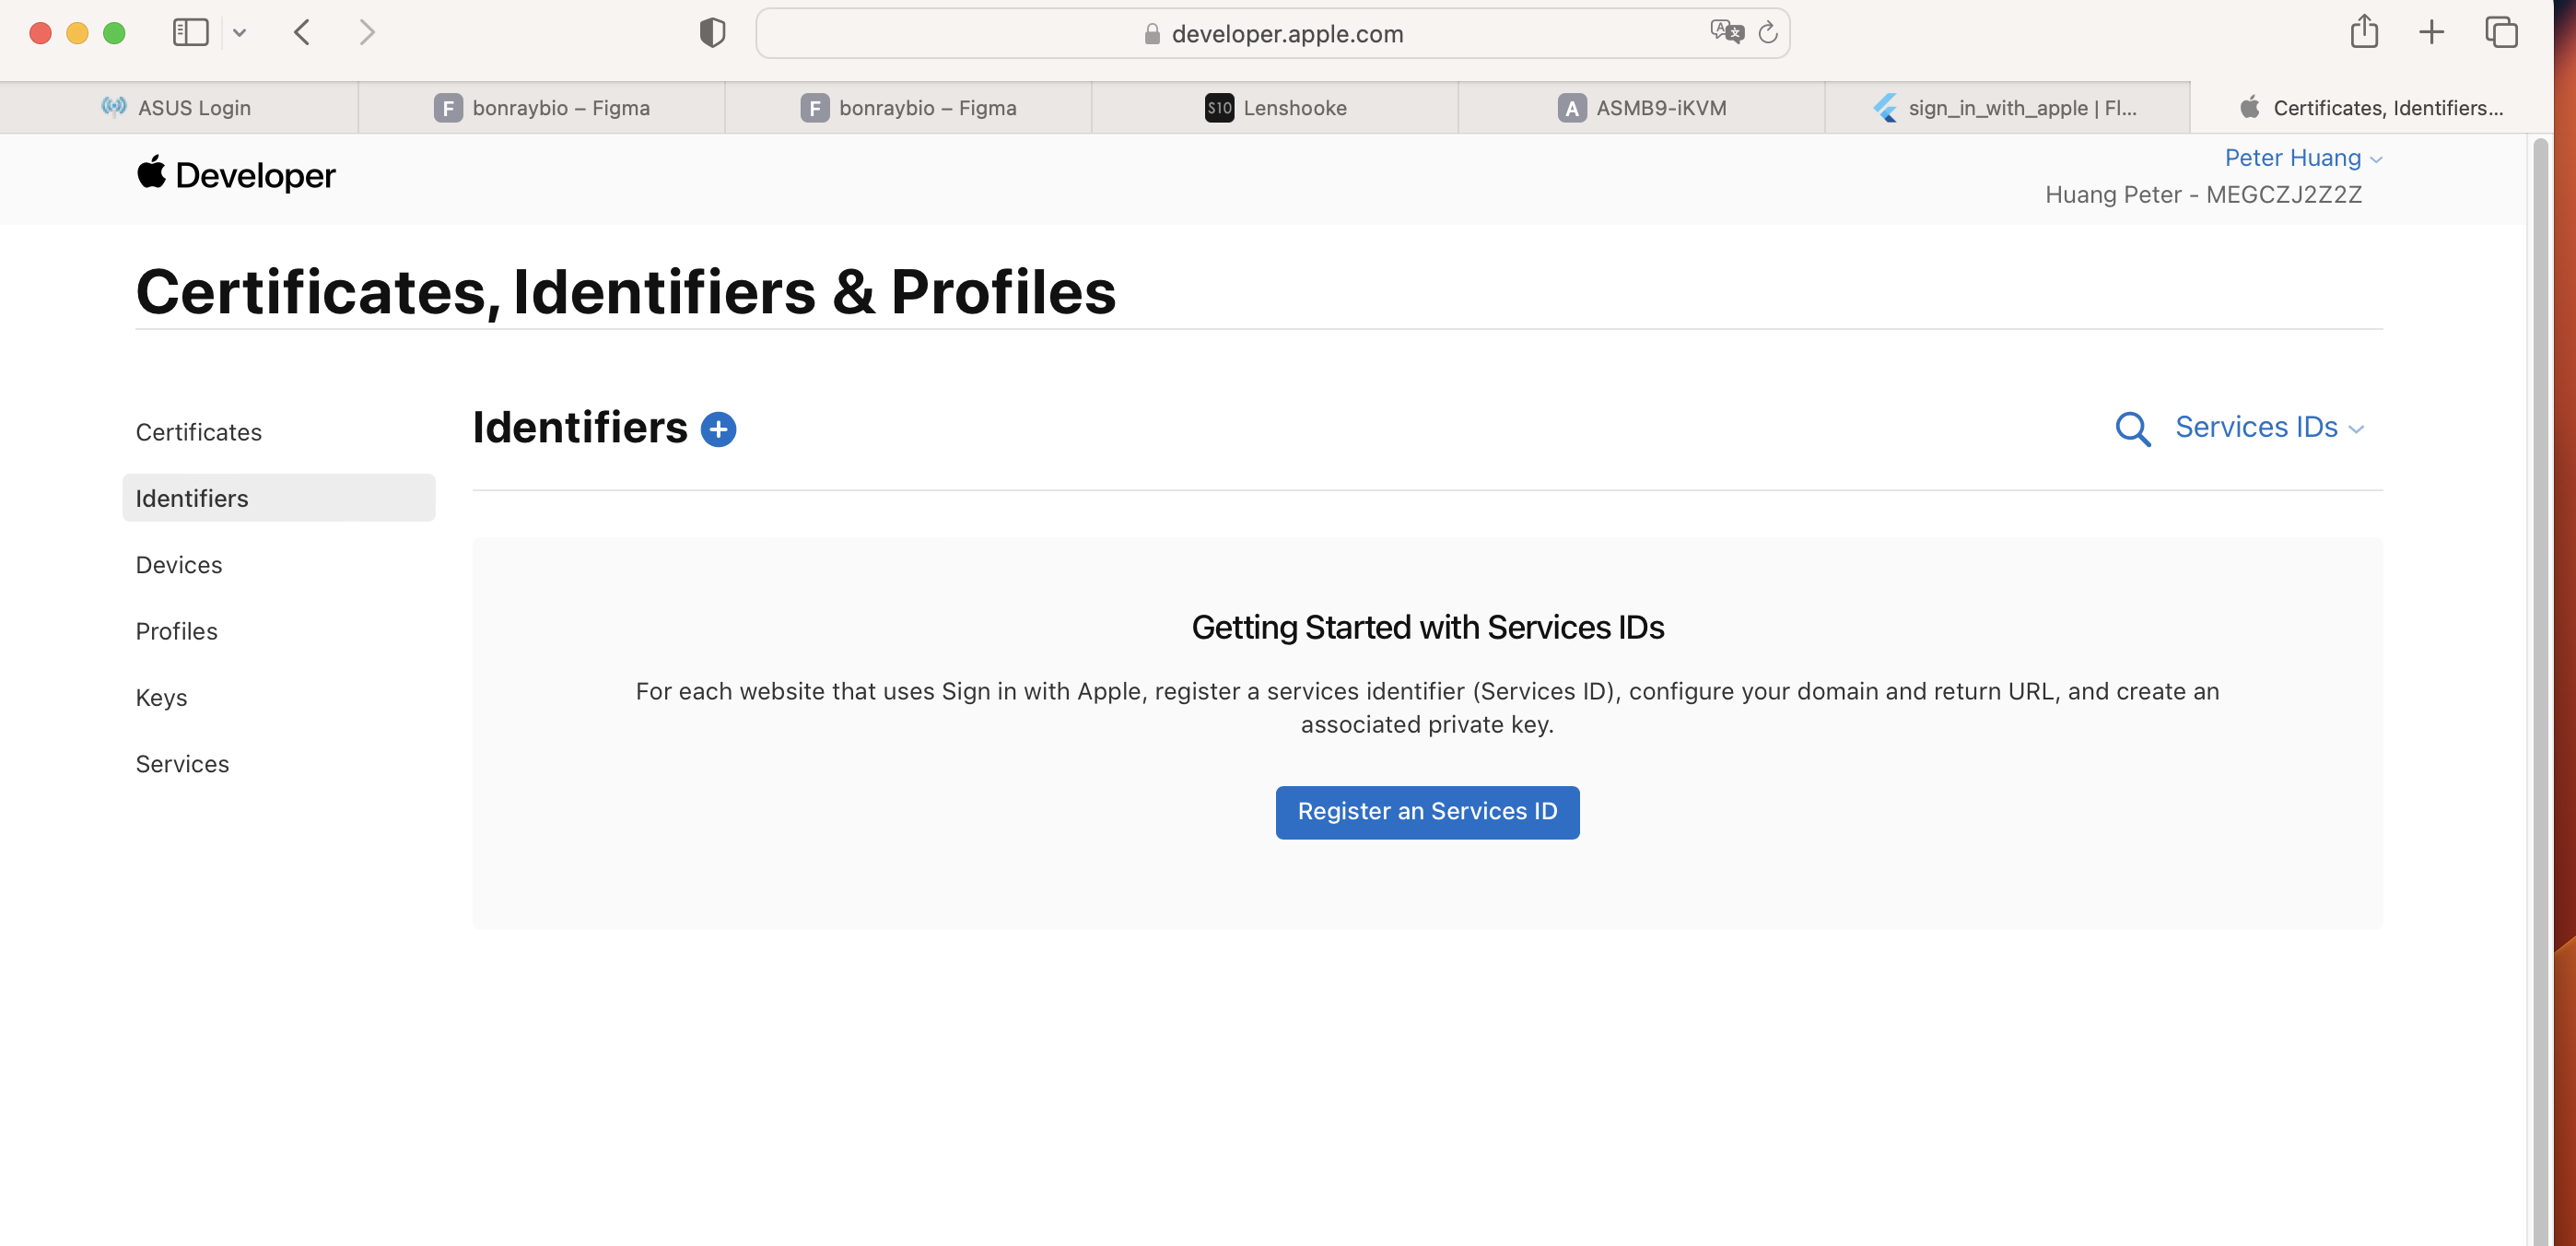 developer.apple.com
ASUS Login
F bonraybio – Figma
F bonraybio – Figma
S10 Lenshooke
A ASMB9-iKVM
sign_in_with_apple | Fl...
Certificates, Identifiers...
Developer
Peter Huang
Huang Peter - MEGCZJ2Z2Z
Certificates, Identifiers & Profiles
Certificates
Identifiers
Devices
Profiles
Keys
Services
Identifiers
Services IDs
Getting Started with Services IDs
For each website that uses Sign in with Apple, register a services identifier (Services ID), configure your domain and return URL, and create an
associated private key.
Register an Services ID